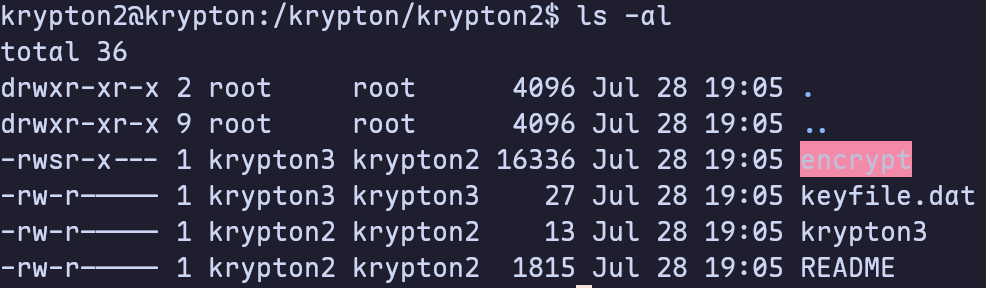 krypton2@krypton:/krypton/krypton2$ ls -al
total 36
drwxr-xr-x 2 root     root      4096 Jul 28 19:05 .
drwxr-xr-x 9 root     root      4096 Jul 28 19:05 ..
-rwsr-x--- 1 krypton3 krypton2 16336 Jul 28 19:05 encrypt
-rw-r----- 1 krypton3 krypton3    27 Jul 28 19:05 keyfile.dat
-rw-r----- 1 krypton2 krypton2    13 Jul 28 19:05 krypton3
-rw-r----- 1 krypton2 krypton2  1815 Jul 28 19:05 README